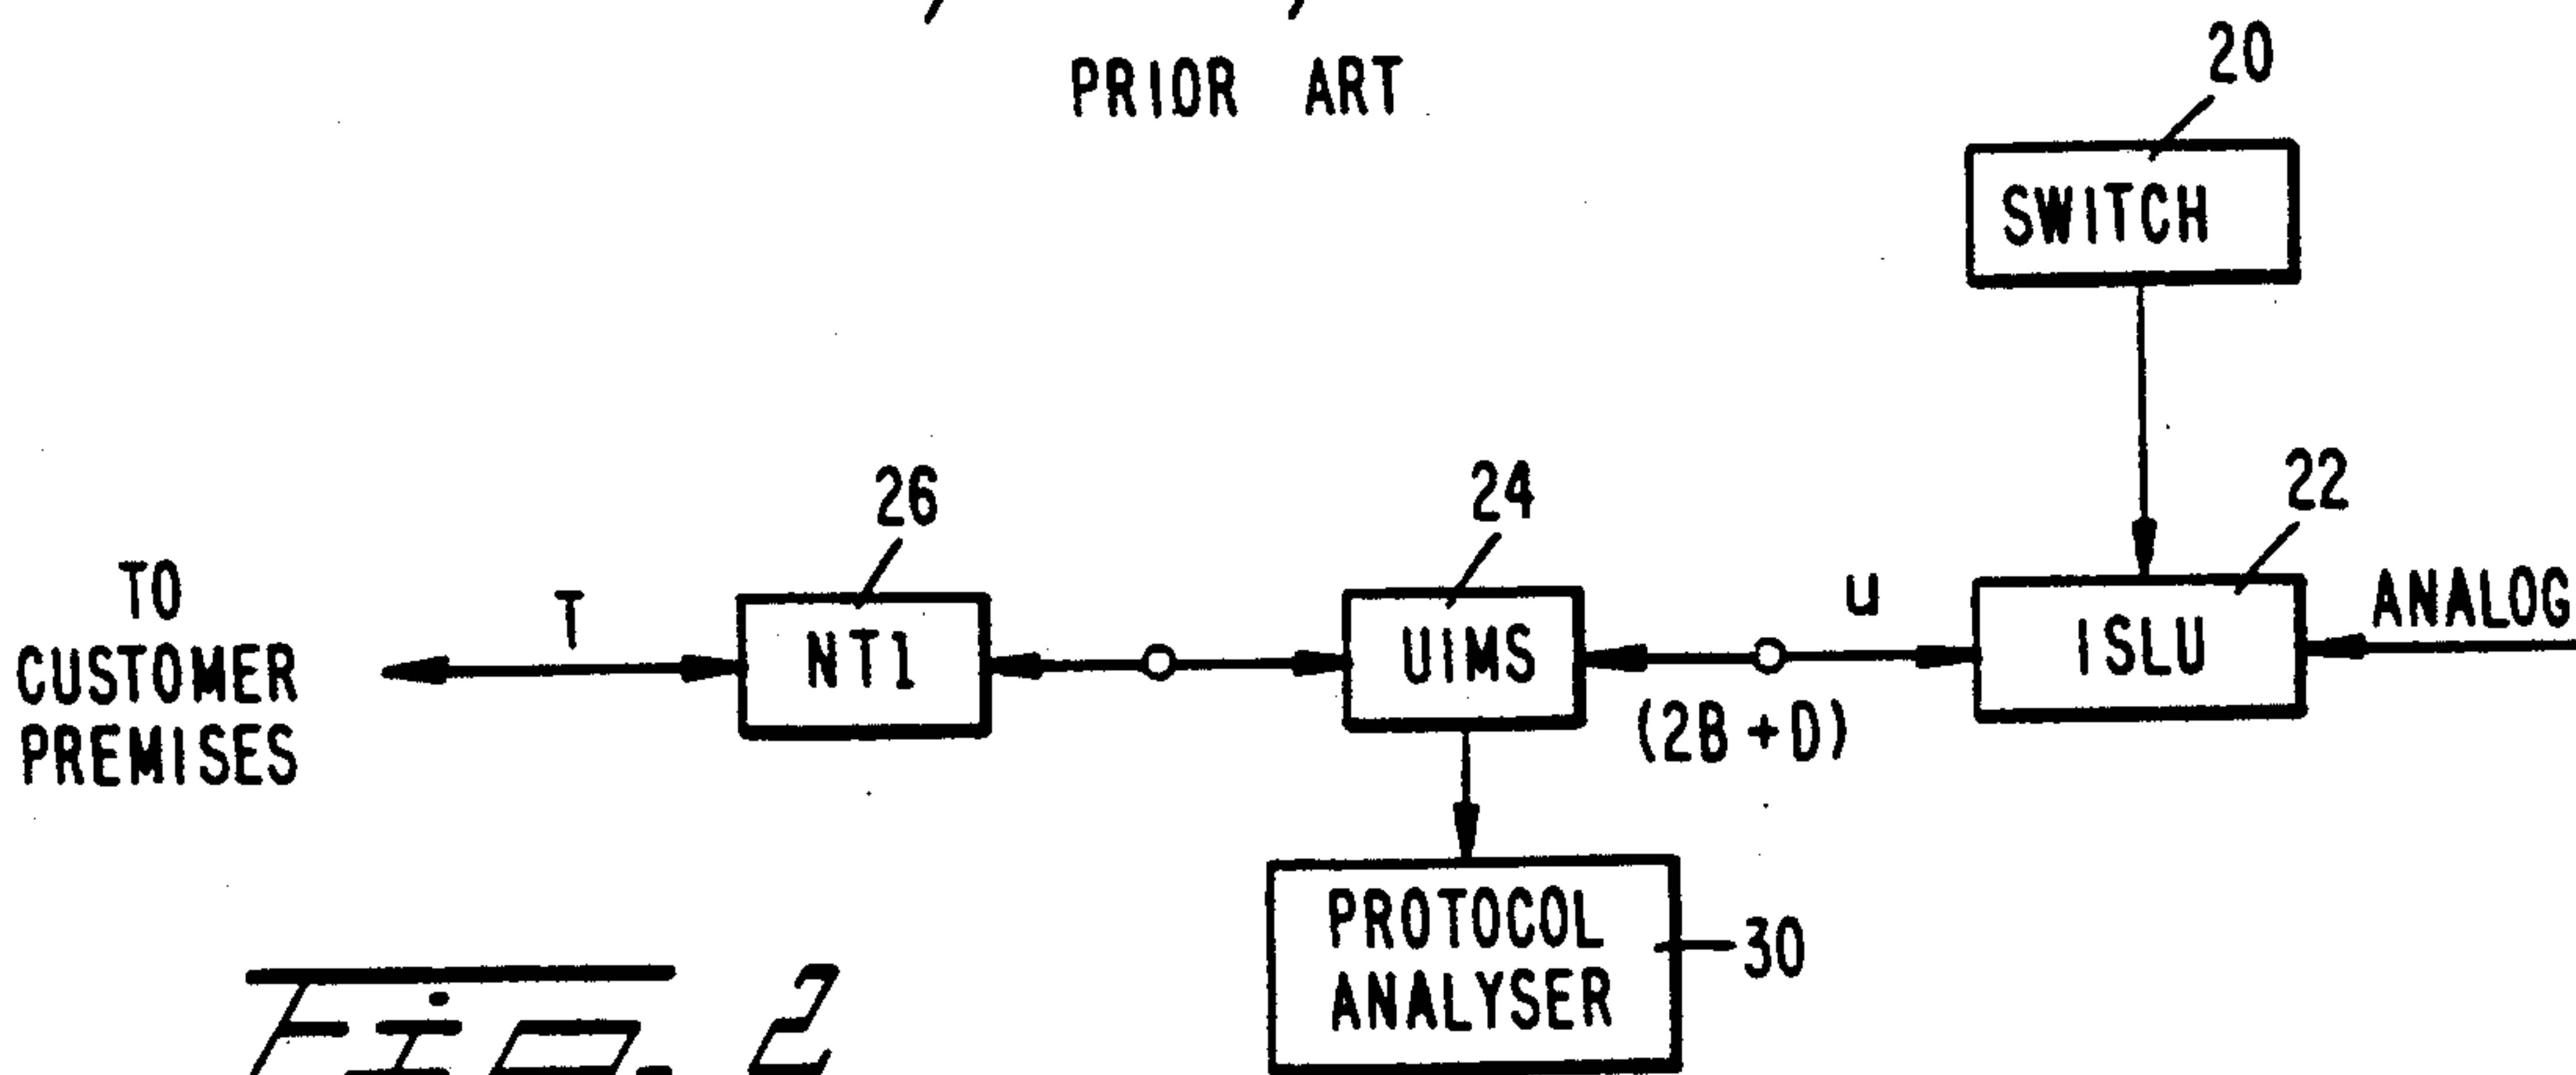 PRIOR ART
20
SWITCH
26
24
22
TO
CUSTOMER
PREMISES
T
NT1
UIMS
u
(2B+D)
ISLU
ANALOG
PROTOCOL
ANALYSER
30
Fig. 2